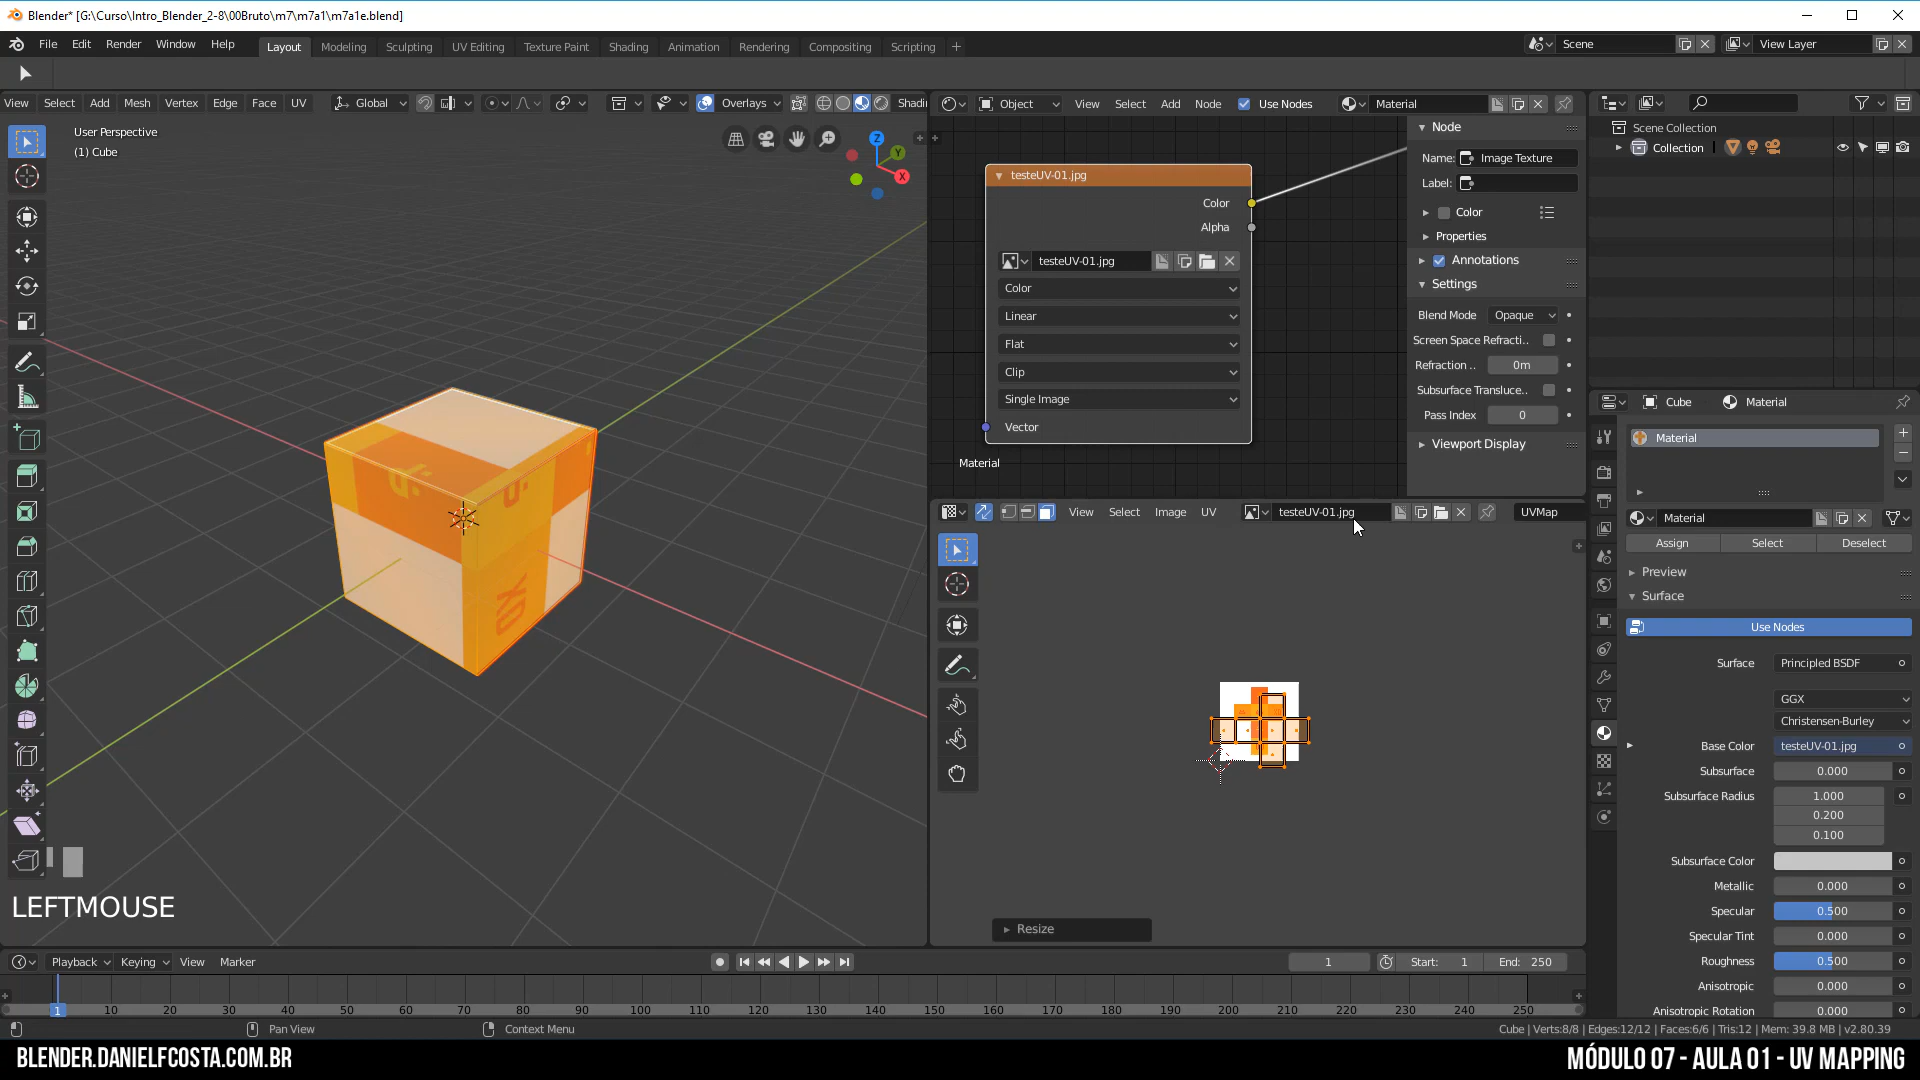 Blender* [G:\Curso\Intro_Blender_2-8\00Bruto\m7\m7a1\m7a1e.blend]
File Edit Render Window Help Layout Modeling Sculpting UV Editing Texture Paint Shading Animation Rendering Compositing Scripting + Scene View Layer
View Select Add Mesh Vertex Edge Face UV Global Overlays Shadi
Object View Select Add Node Use Nodes Material
User Perspective
(1) Cube
Z
Y
X
testeUV-01.jpg
Color
Alpha
testeUV-01.jpg
Color
Linear
Flat
Clip
Single Image
Vector
Material
Node
Name: Image Texture
Label:
Color
Properties
Annotations
Settings
Blend Mode Opaque
Screen Space Refracti..
Refraction .. 0m
Subsurface Transluce..
Pass Index 0
Viewport Display
Scene Collection
Collection
Cube Material
Material
Material
Assign Select Deselect
Preview
Surface
Use Nodes
Surface Principled BSDF
GGX
Christensen-Burley
Base Color testeUV-01.jpg
Subsurface 0.000
Subsurface Radius 1.000
0.200
0.100
Subsurface Color
Metallic 0.000
Specular 0.500
Specular Tint 0.000
Roughness 0.500
Anisotropic 0.000
Anisotropic Rotation 0.000
View Select Image UV testeUV-01.jpg UVMap
Resize
LEFTMOUSE
Playback Keying View Marker 1 Start: 1 End: 250
1 10 20 30 40 50 60 70 80 90 100 110 120 130 140 150 160 170 180 190 200 210 220 230 240 250
Pan View Context Menu Cube | Verts:8/8 | Edges:12/12 | Faces:6/6 | Tris:12 | Mem: 39.8 MB | v2.80.39
BLENDER.DANIELFCOSTA.COM.BR MÓDULO 07 - AULA 01 - UV MAPPING